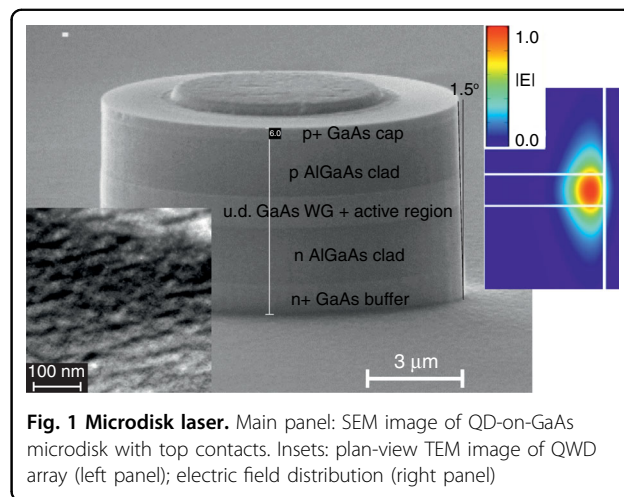 1.0
|E|
0.0
1.5°
6.0
p+ GaAs cap
p AlGaAs clad
u.d. GaAs WG + active region
n AlGaAs clad
n+ GaAs buffer
100 nm
3 μm
Fig. 1 Microdisk laser. Main panel: SEM image of QD-on-GaAs
microdisk with top contacts. Insets: plan-view TEM image of QWD
array (left panel); electric field distribution (right panel)